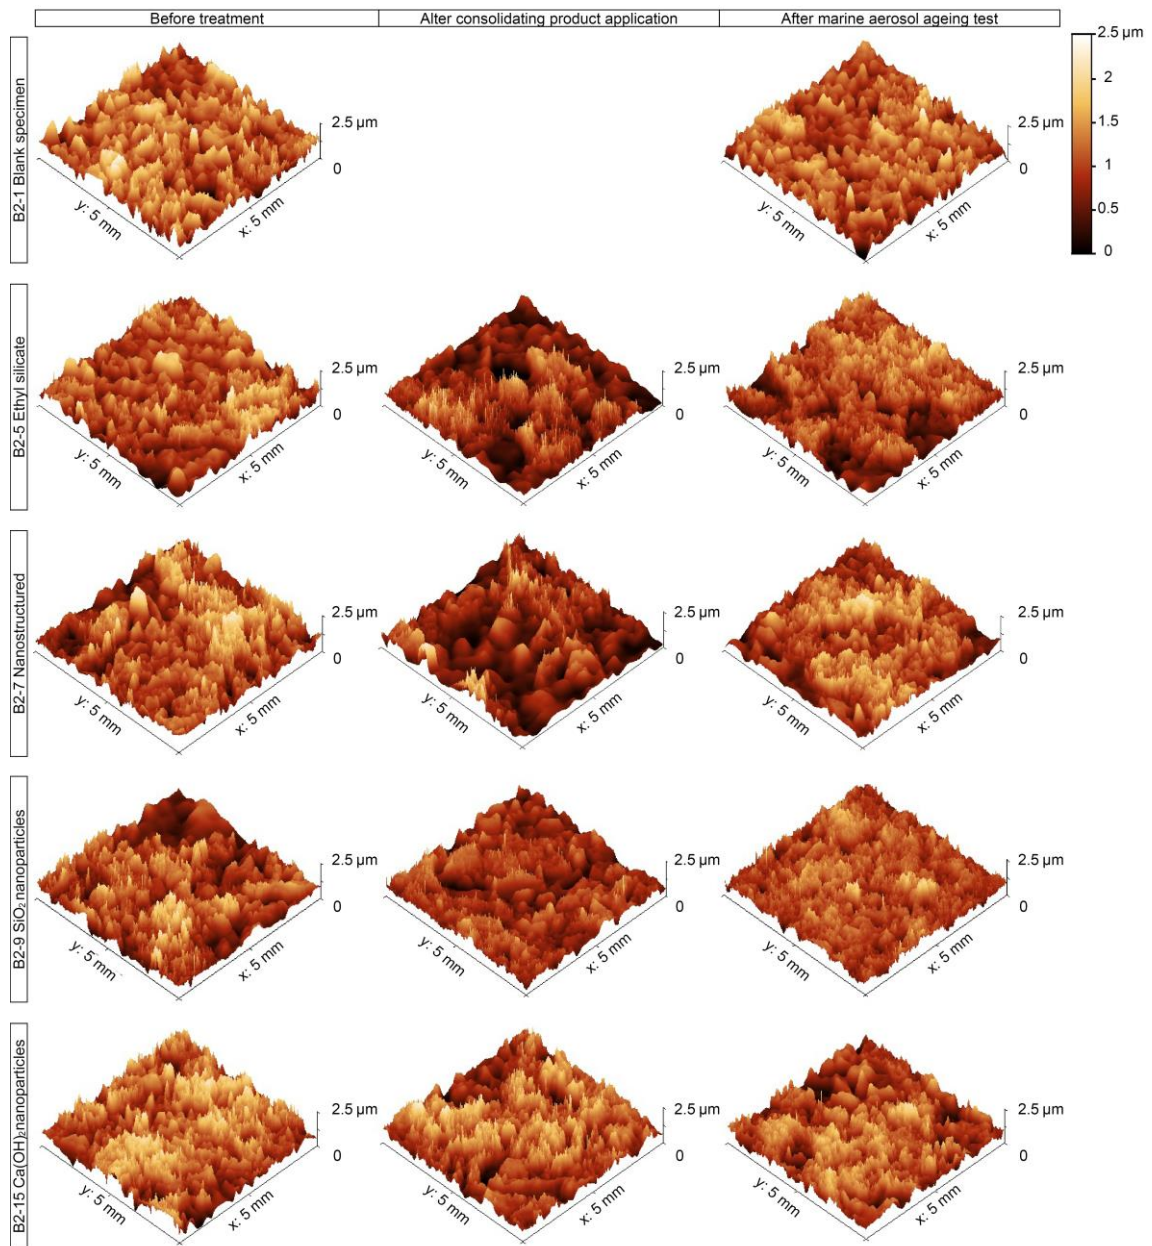 Before treatment
Alter consolidating product application
After marine aerosol ageing test
B2-1 Blank specimen
2.5 µm
0
y: 5 mm
x: 5 mm
2.5 µm
0
y: 5 mm
x: 5 mm
2.5 µm
2
1.5
1
0.5
0
B2-5 Ethyl silicate
2.5 µm
0
y: 5 mm
x: 5 mm
2.5 µm
0
y: 5 mm
x: 5 mm
2.5 µm
0
y: 5 mm
x: 5 mm
B2-7 Nanostructured
2.5 µm
0
y: 5 mm
x: 5 mm
2.5 µm
0
y: 5 mm
x: 5 mm
2.5 µm
0
y: 5 mm
x: 5 mm
B2-9 SiO₂ nanoparticles
2.5 µm
0
y: 5 mm
x: 5 mm
2.5 µm
0
y: 5 mm
x: 5 mm
2.5 µm
0
y: 5 mm
x: 5 mm
B2-15 Ca(OH)₂ nanoparticles
2.5 µm
0
y: 5 mm
x: 5 mm
2.5 µm
0
y: 5 mm
x: 5 mm
2.5 µm
0
y: 5 mm
x: 5 mm